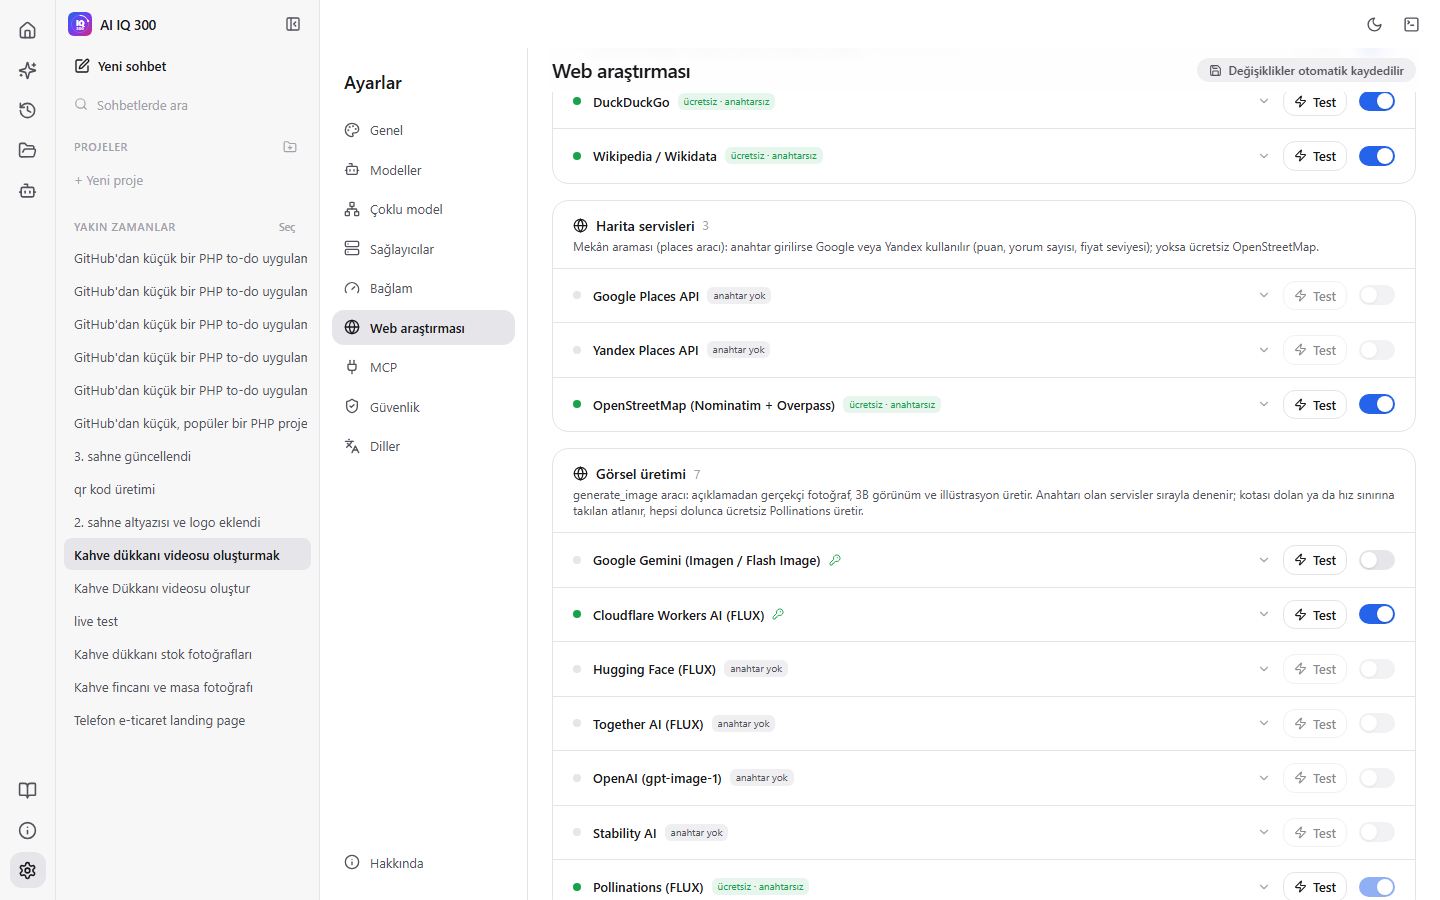 AI IQ 300
Yeni sohbet
Sohbetlerde ara
PROJELER
+ Yeni proje
YAKIN ZAMANLAR
Seç
GitHub'dan küçük bir PHP to-do uygulan
GitHub'dan küçük bir PHP to-do uygulan
GitHub'dan küçük bir PHP to-do uygulan
GitHub'dan küçük bir PHP to-do uygulan
GitHub'dan küçük bir PHP to-do uygulan
GitHub'dan küçük, popüler bir PHP proje
3. sahne güncellendi
qr kod üretimi
2. sahne altyazısı ve logo eklendi
Kahve dükkanı videosu oluşturmak
Kahve Dükkanı videosu oluştur
live test
Kahve dükkanı stok fotoğrafları
Kahve fincanı ve masa fotoğrafı
Telefon e-ticaret landing page
Ayarlar
Genel
Modeller
Çoklu model
Sağlayıcılar
Bağlam
Web araştırması
MCP
Güvenlik
Diller
Hakkında
Web araştırması
Değişiklikler otomatik kaydedilir
DuckDuckGo ücretsiz · anahtarsız Test
Wikipedia / Wikidata ücretsiz · anahtarsız Test
Harita servisleri 3
Mekân araması (places aracı): anahtar girilirse Google veya Yandex kullanılır (puan, yorum sayısı, fiyat seviyesi); yoksa ücretsiz OpenStreetMap.
Google Places API anahtar yok Test
Yandex Places API anahtar yok Test
OpenStreetMap (Nominatim + Overpass) ücretsiz · anahtarsız Test
Görsel üretimi 7
generate_image aracı: açıklamadan gerçekçi fotoğraf, 3B görünüm ve illüstrasyon üretir. Anahtarı olan servisler sırayla denenir; kotası dolan ya da hız sınırına
takılan atlanır, hepsi dolunca ücretsiz Pollinations üretir.
Google Gemini (Imagen / Flash Image) Test
Cloudflare Workers AI (FLUX) Test
Hugging Face (FLUX) anahtar yok Test
Together AI (FLUX) anahtar yok Test
OpenAI (gpt-image-1) anahtar yok Test
Stability AI anahtar yok Test
Pollinations (FLUX) ücretsiz · anahtarsız Test